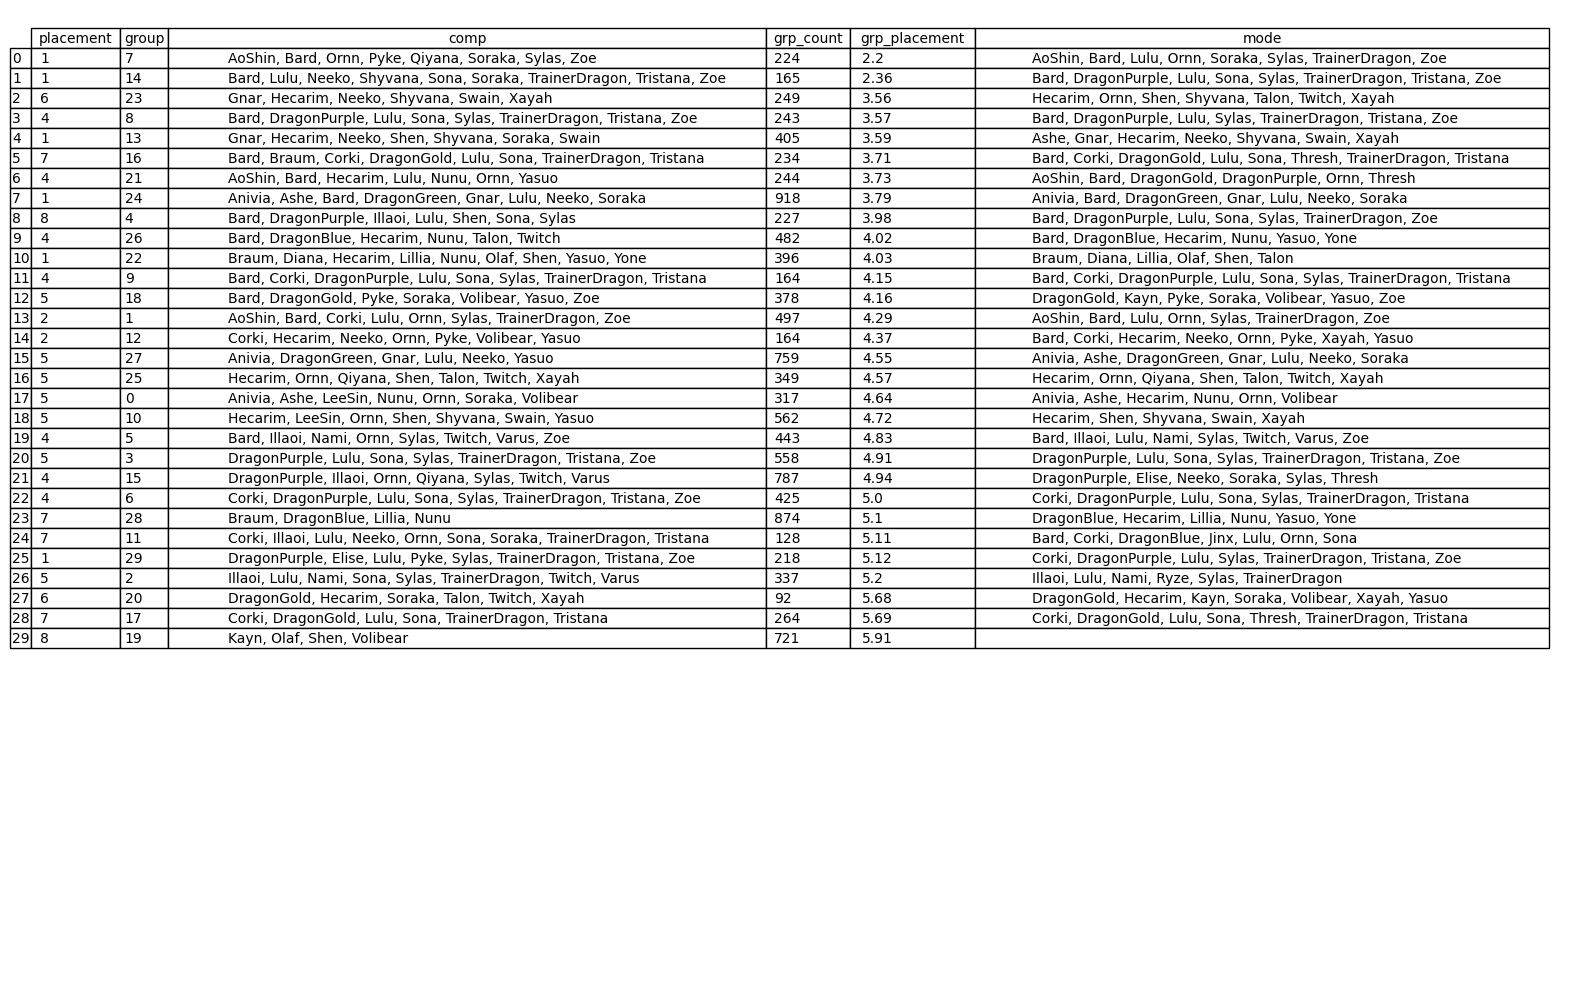 placement group comp grp_count grp_placement mode
0 1 7 AoShin, Bard, Ornn, Pyke, Qiyana, Soraka, Sylas, Zoe 224 2.2 AoShin, Bard, Lulu, Ornn, Soraka, Sylas, TrainerDragon, Zoe
1 1 14 Bard, Lulu, Neeko, Shyvana, Sona, Soraka, TrainerDragon, Tristana, Zoe 165 2.36 Bard, DragonPurple, Lulu, Sona, Sylas, TrainerDragon, Tristana, Zoe
2 6 23 Gnar, Hecarim, Neeko, Shyvana, Swain, Xayah 249 3.56 Hecarim, Ornn, Shen, Shyvana, Talon, Twitch, Xayah
3 4 8 Bard, DragonPurple, Lulu, Sona, Sylas, TrainerDragon, Tristana, Zoe 243 3.57 Bard, DragonPurple, Lulu, Sylas, TrainerDragon, Tristana, Zoe
4 1 13 Gnar, Hecarim, Neeko, Shen, Shyvana, Soraka, Swain 405 3.59 Ashe, Gnar, Hecarim, Neeko, Shyvana, Swain, Xayah
5 7 16 Bard, Braum, Corki, DragonGold, Lulu, Sona, TrainerDragon, Tristana 234 3.71 Bard, Corki, DragonGold, Lulu, Sona, Thresh, TrainerDragon, Tristana
6 4 21 AoShin, Bard, Hecarim, Lulu, Nunu, Ornn, Yasuo 244 3.73 AoShin, Bard, DragonGold, DragonPurple, Ornn, Thresh
7 1 24 Anivia, Ashe, Bard, DragonGreen, Gnar, Lulu, Neeko, Soraka 918 3.79 Anivia, Bard, DragonGreen, Gnar, Lulu, Neeko, Soraka
8 8 4 Bard, DragonPurple, Illaoi, Lulu, Shen, Sona, Sylas 227 3.98 Bard, DragonPurple, Lulu, Sona, Sylas, TrainerDragon, Zoe
9 4 26 Bard, DragonBlue, Hecarim, Nunu, Talon, Twitch 482 4.02 Bard, DragonBlue, Hecarim, Nunu, Yasuo, Yone
10 1 22 Braum, Diana, Hecarim, Lillia, Nunu, Olaf, Shen, Yasuo, Yone 396 4.03 Braum, Diana, Lillia, Olaf, Shen, Talon
11 4 9 Bard, Corki, DragonPurple, Lulu, Sona, Sylas, TrainerDragon, Tristana 164 4.15 Bard, Corki, DragonPurple, Lulu, Sona, Sylas, TrainerDragon, Tristana
12 5 18 Bard, DragonGold, Pyke, Soraka, Volibear, Yasuo, Zoe 378 4.16 DragonGold, Kayn, Pyke, Soraka, Volibear, Yasuo, Zoe
13 2 1 AoShin, Bard, Corki, Lulu, Ornn, Sylas, TrainerDragon, Zoe 497 4.29 AoShin, Bard, Lulu, Ornn, Sylas, TrainerDragon, Zoe
14 2 12 Corki, Hecarim, Neeko, Ornn, Pyke, Volibear, Yasuo 164 4.37 Bard, Corki, Hecarim, Neeko, Ornn, Pyke, Xayah, Yasuo
15 5 27 Anivia, DragonGreen, Gnar, Lulu, Neeko, Yasuo 759 4.55 Anivia, Ashe, DragonGreen, Gnar, Lulu, Neeko, Soraka
16 5 25 Hecarim, Ornn, Qiyana, Shen, Talon, Twitch, Xayah 349 4.57 Hecarim, Ornn, Qiyana, Shen, Talon, Twitch, Xayah
17 5 0 Anivia, Ashe, LeeSin, Nunu, Ornn, Soraka, Volibear 317 4.64 Anivia, Ashe, Hecarim, Nunu, Ornn, Volibear
18 5 10 Hecarim, LeeSin, Ornn, Shen, Shyvana, Swain, Yasuo 562 4.72 Hecarim, Shen, Shyvana, Swain, Xayah
19 4 5 Bard, Illaoi, Nami, Ornn, Sylas, Twitch, Varus, Zoe 443 4.83 Bard, Illaoi, Lulu, Nami, Sylas, Twitch, Varus, Zoe
20 5 3 DragonPurple, Lulu, Sona, Sylas, TrainerDragon, Tristana, Zoe 558 4.91 DragonPurple, Lulu, Sona, Sylas, TrainerDragon, Tristana, Zoe
21 4 15 DragonPurple, Illaoi, Ornn, Qiyana, Sylas, Twitch, Varus 787 4.94 DragonPurple, Elise, Neeko, Soraka, Sylas, Thresh
22 4 6 Corki, DragonPurple, Lulu, Sona, Sylas, TrainerDragon, Tristana, Zoe 425 5.0 Corki, DragonPurple, Lulu, Sona, Sylas, TrainerDragon, Tristana
23 7 28 Braum, DragonBlue, Lillia, Nunu 874 5.1 DragonBlue, Hecarim, Lillia, Nunu, Yasuo, Yone
24 7 11 Corki, Illaoi, Lulu, Neeko, Ornn, Sona, Soraka, TrainerDragon, Tristana 128 5.11 Bard, Corki, DragonBlue, Jinx, Lulu, Ornn, Sona
25 1 29 DragonPurple, Elise, Lulu, Pyke, Sylas, TrainerDragon, Tristana, Zoe 218 5.12 Corki, DragonPurple, Lulu, Sylas, TrainerDragon, Tristana, Zoe
26 5 2 Illaoi, Lulu, Nami, Sona, Sylas, TrainerDragon, Twitch, Varus 337 5.2 Illaoi, Lulu, Nami, Ryze, Sylas, TrainerDragon
27 6 20 DragonGold, Hecarim, Soraka, Talon, Twitch, Xayah 92 5.68 DragonGold, Hecarim, Kayn, Soraka, Volibear, Xayah, Yasuo
28 7 17 Corki, DragonGold, Lulu, Sona, TrainerDragon, Tristana 264 5.69 Corki, DragonGold, Lulu, Sona, Thresh, TrainerDragon, Tristana
29 8 19 Kayn, Olaf, Shen, Volibear 721 5.91